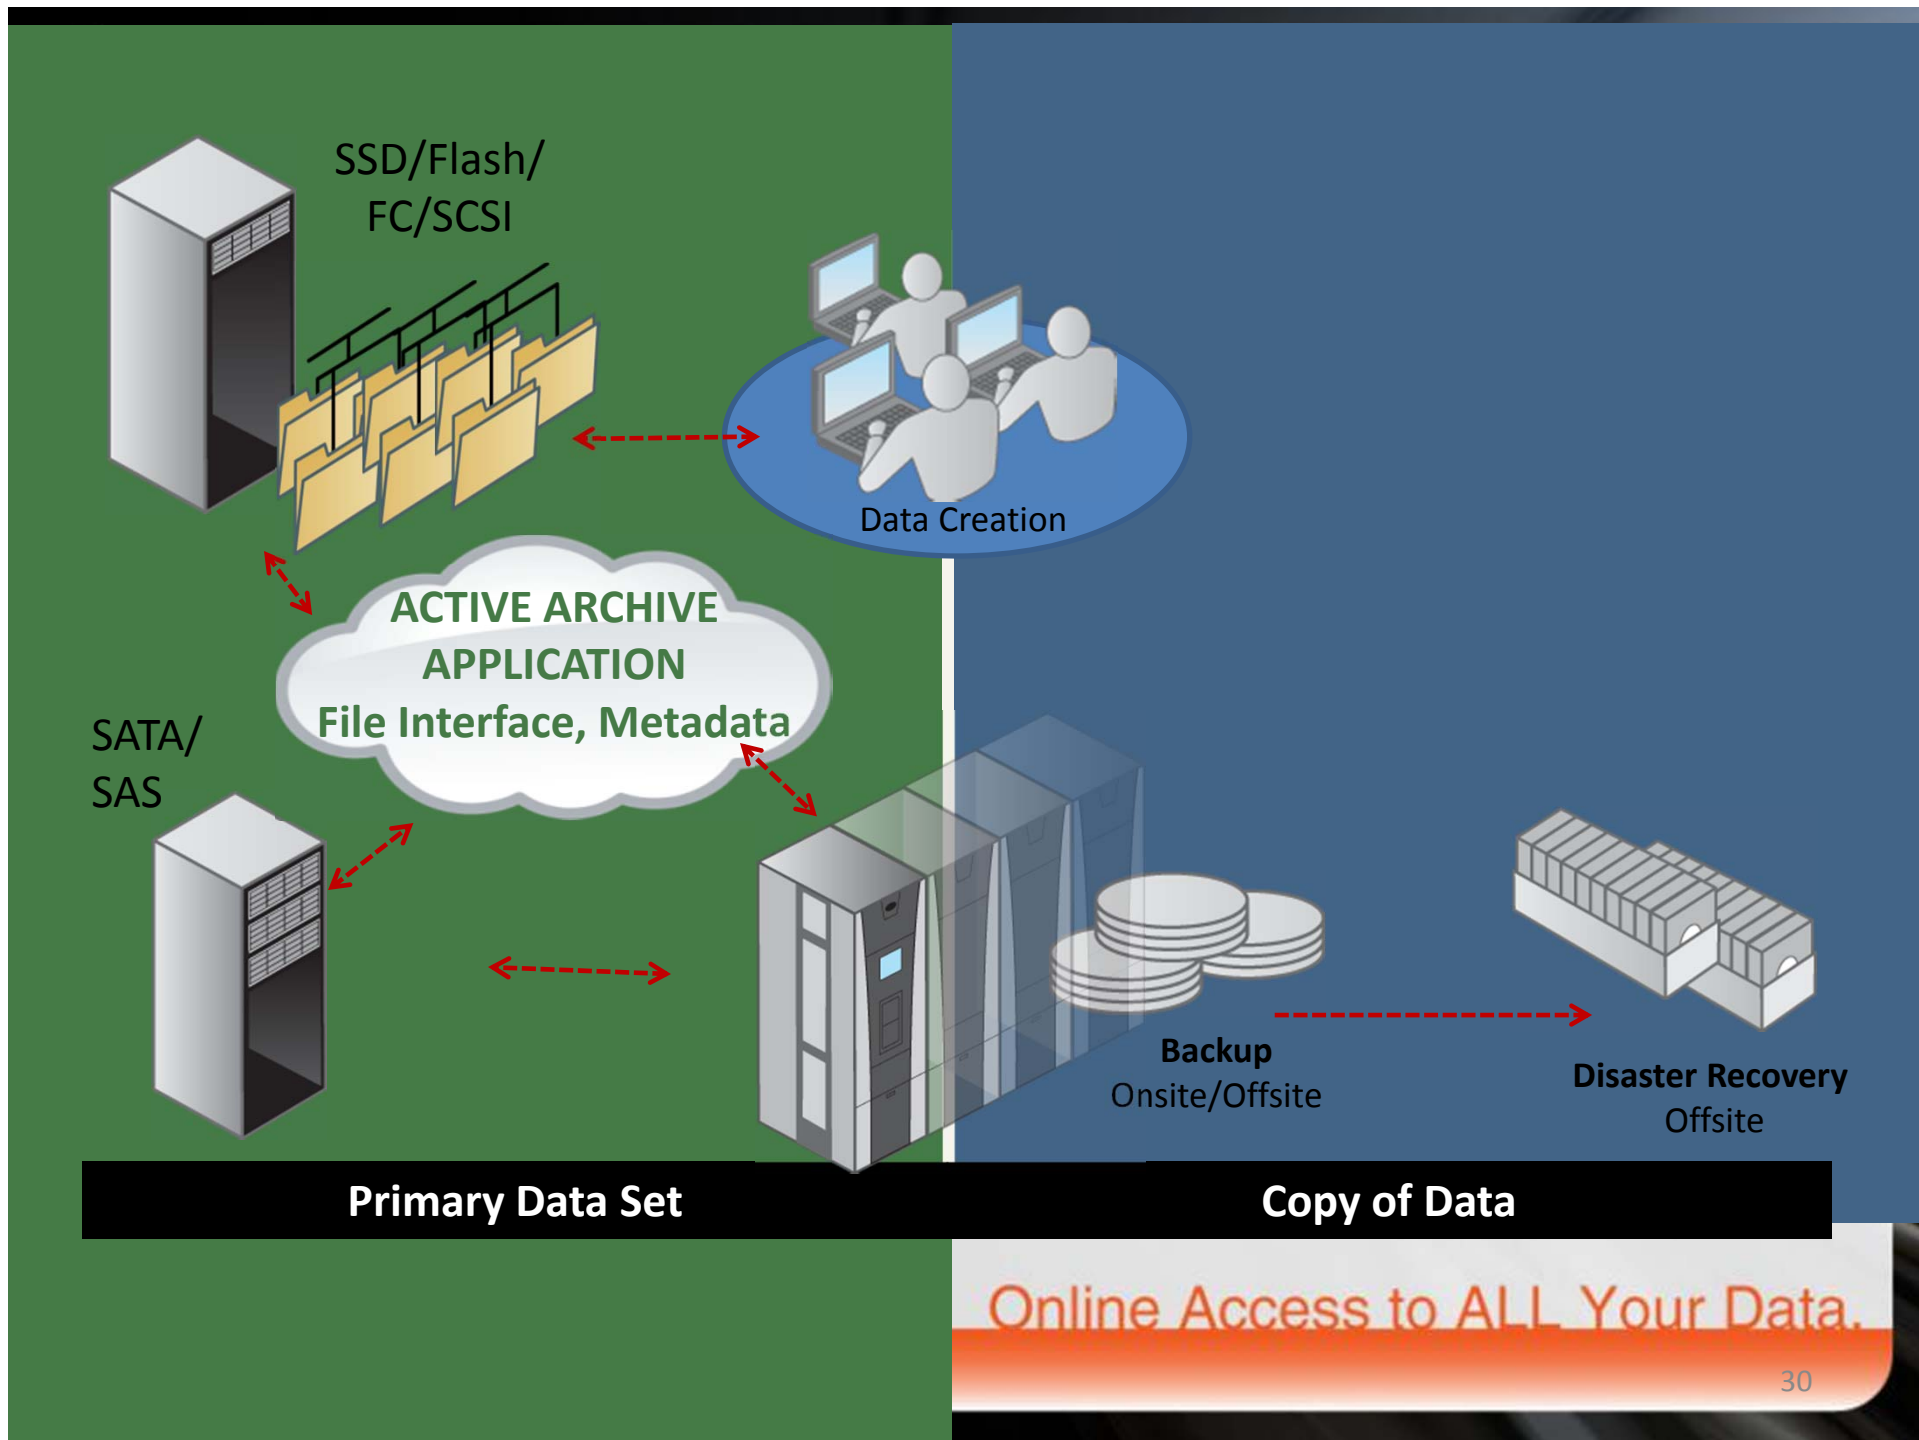 SSD/Flash/
FC/SCSI
Data Creation
ACTIVE ARCHIVE
APPLICATION
File Interface, Metadata
SATA/
SAS
Backup
Onsite/Offsite
Disaster Recovery
Offsite
Primary Data Set
Copy of Data
Online Access to ALL Your Data.
30